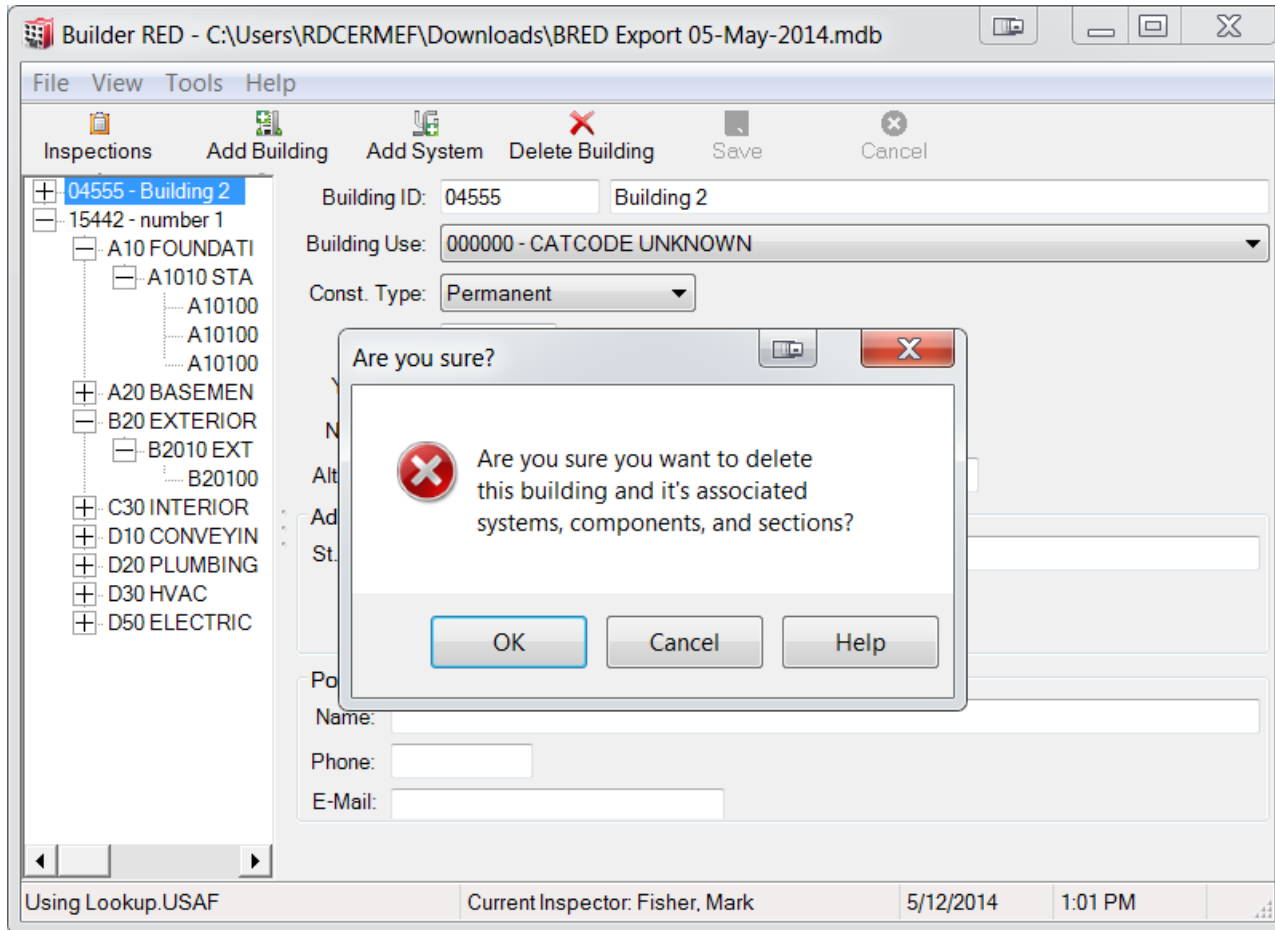 Builder RED - C:\Users\RDCERMEF\Downloads\BRED Export 05-May-2014.mdb
File View Tools Help
Inspections Add Building Add System Delete Building Save Cancel
04555 - Building 2
15442 - number 1
A10 FOUNDATI
A1010 STA
A10100
A10100
A10100
A20 BASEMEN
B20 EXTERIOR
B2010 EXT
B20100
C30 INTERIOR
D10 CONVEYIN
D20 PLUMBING
D30 HVAC
D50 ELECTRIC
Building ID: 04555 Building 2
Building Use: 000000 - CATCODE UNKNOWN
Const. Type: Permanent
Alt
Ad
St.
Po
Name:
Phone:
E-Mail:
Are you sure?
Are you sure you want to delete
this building and it's associated
systems, components, and sections?
OK Cancel Help
Using Lookup.USAF Current Inspector: Fisher, Mark 5/12/2014 1:01 PM